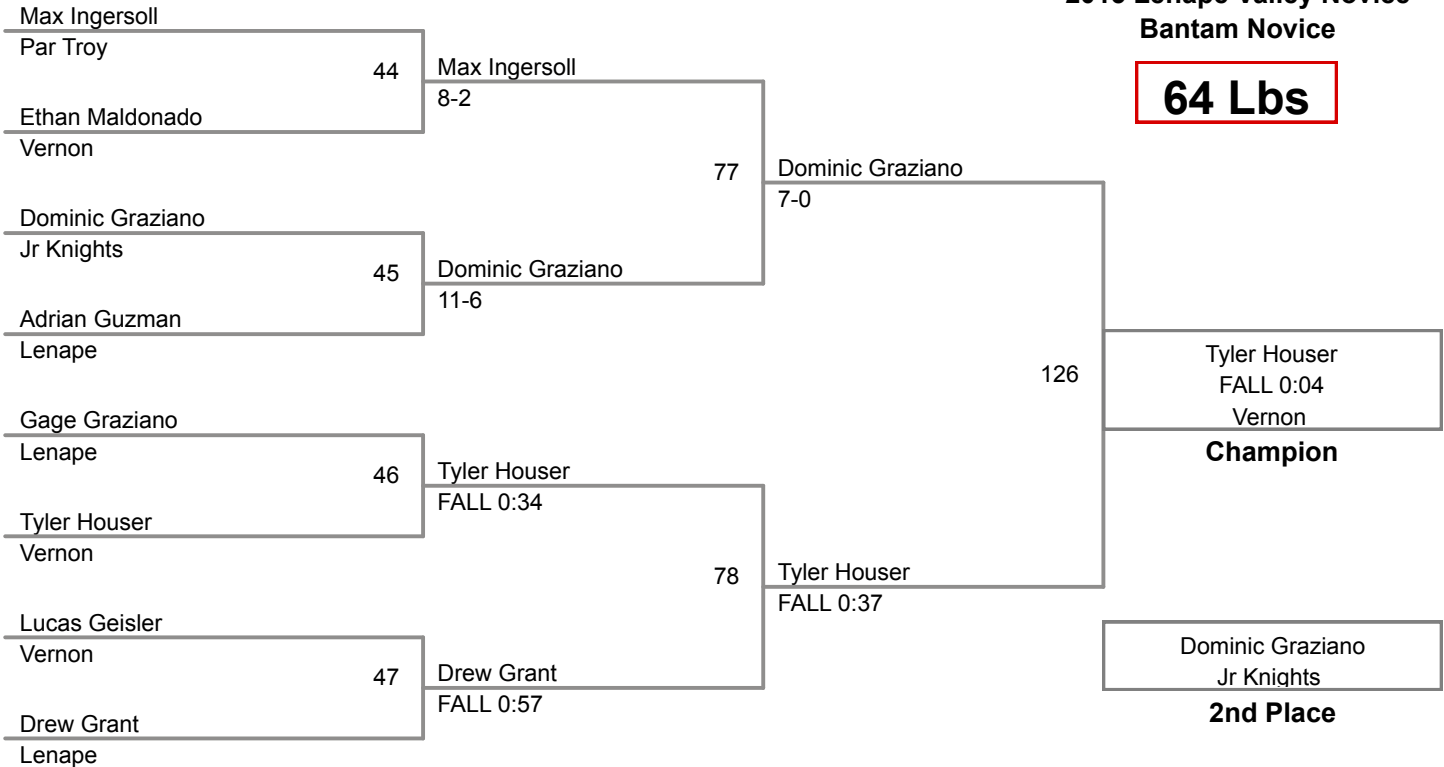 Bantam Novice
64 Lbs
Max Ingersoll
Par Troy
44
Ethan Maldonado
Vernon
Max Ingersoll
8-2
Dominic Graziano
Jr Knights
45
Adrian Guzman
Lenape
Dominic Graziano
11-6
77
Dominic Graziano
7-0
Gage Graziano
Lenape
46
Tyler Houser
Vernon
Tyler Houser
FALL 0:34
Lucas Geisler
Vernon
47
Drew Grant
Lenape
Drew Grant
FALL 0:57
78
Tyler Houser
FALL 0:37
126
Tyler Houser
FALL 0:04
Vernon
Champion
Dominic Graziano
Jr Knights
2nd Place